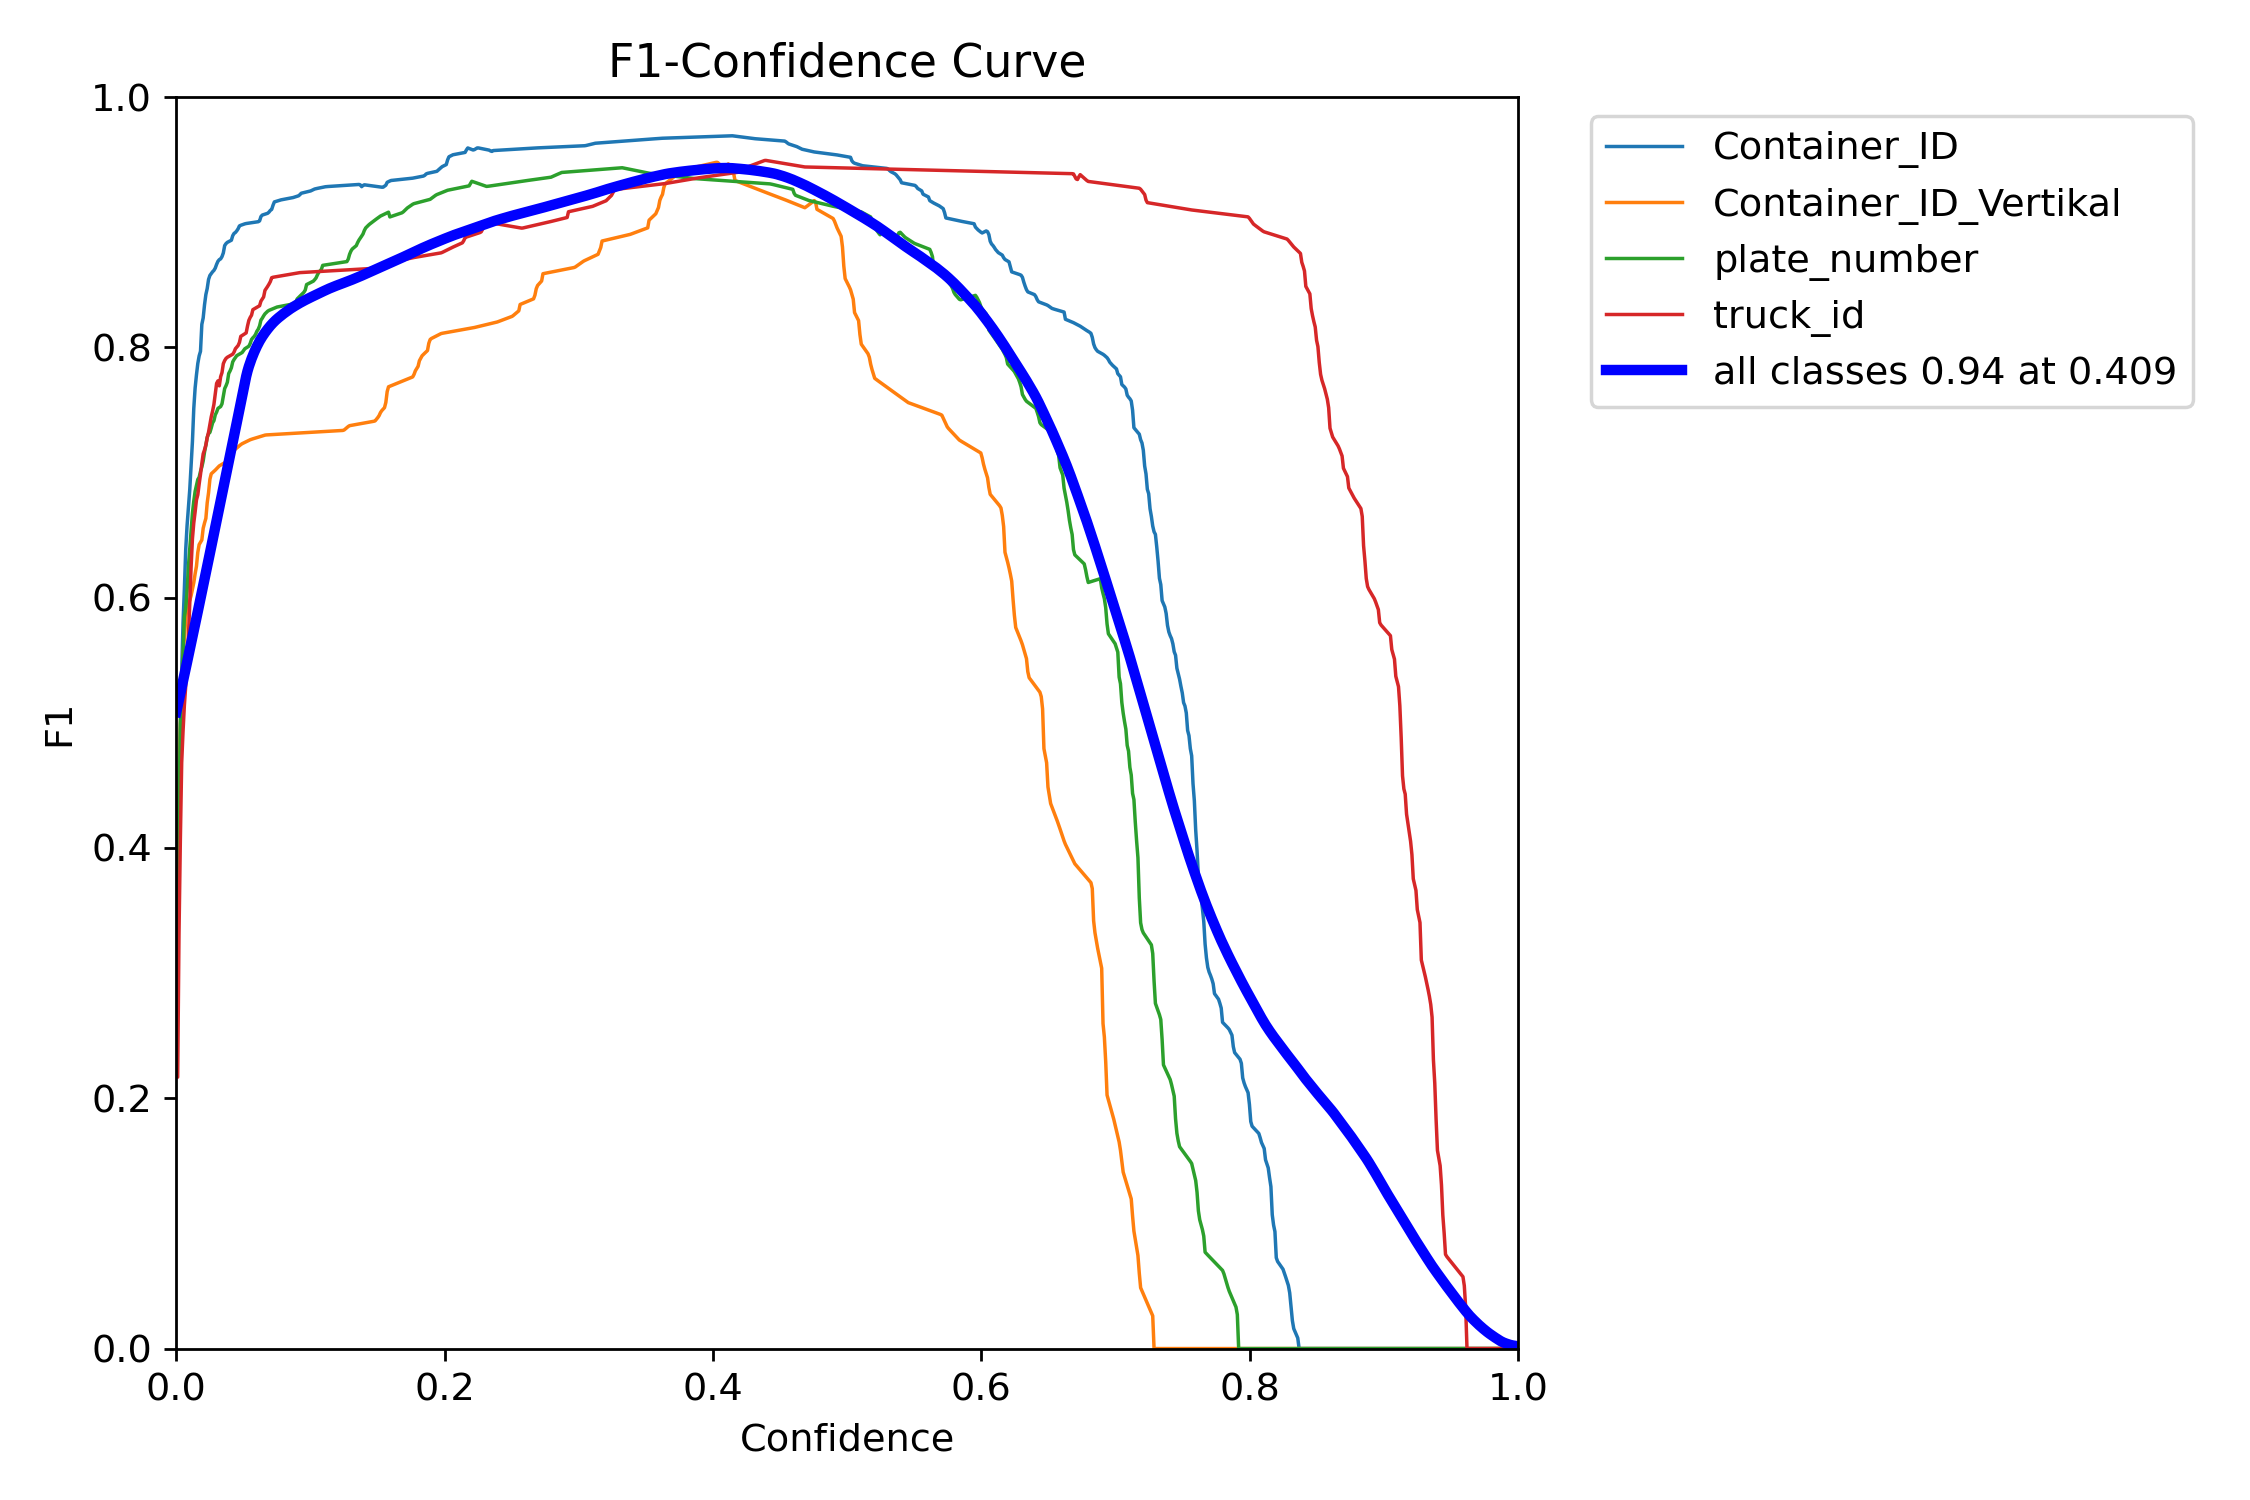 F1-Confidence Curve
1.0
0.8
0.6
0.4
0.2
0.0
F1
0.0 0.2 0.4 0.6 0.8 1.0
Confidence
Container_ID
Container_ID_Vertikal
plate_number
truck_id
all classes 0.94 at 0.409